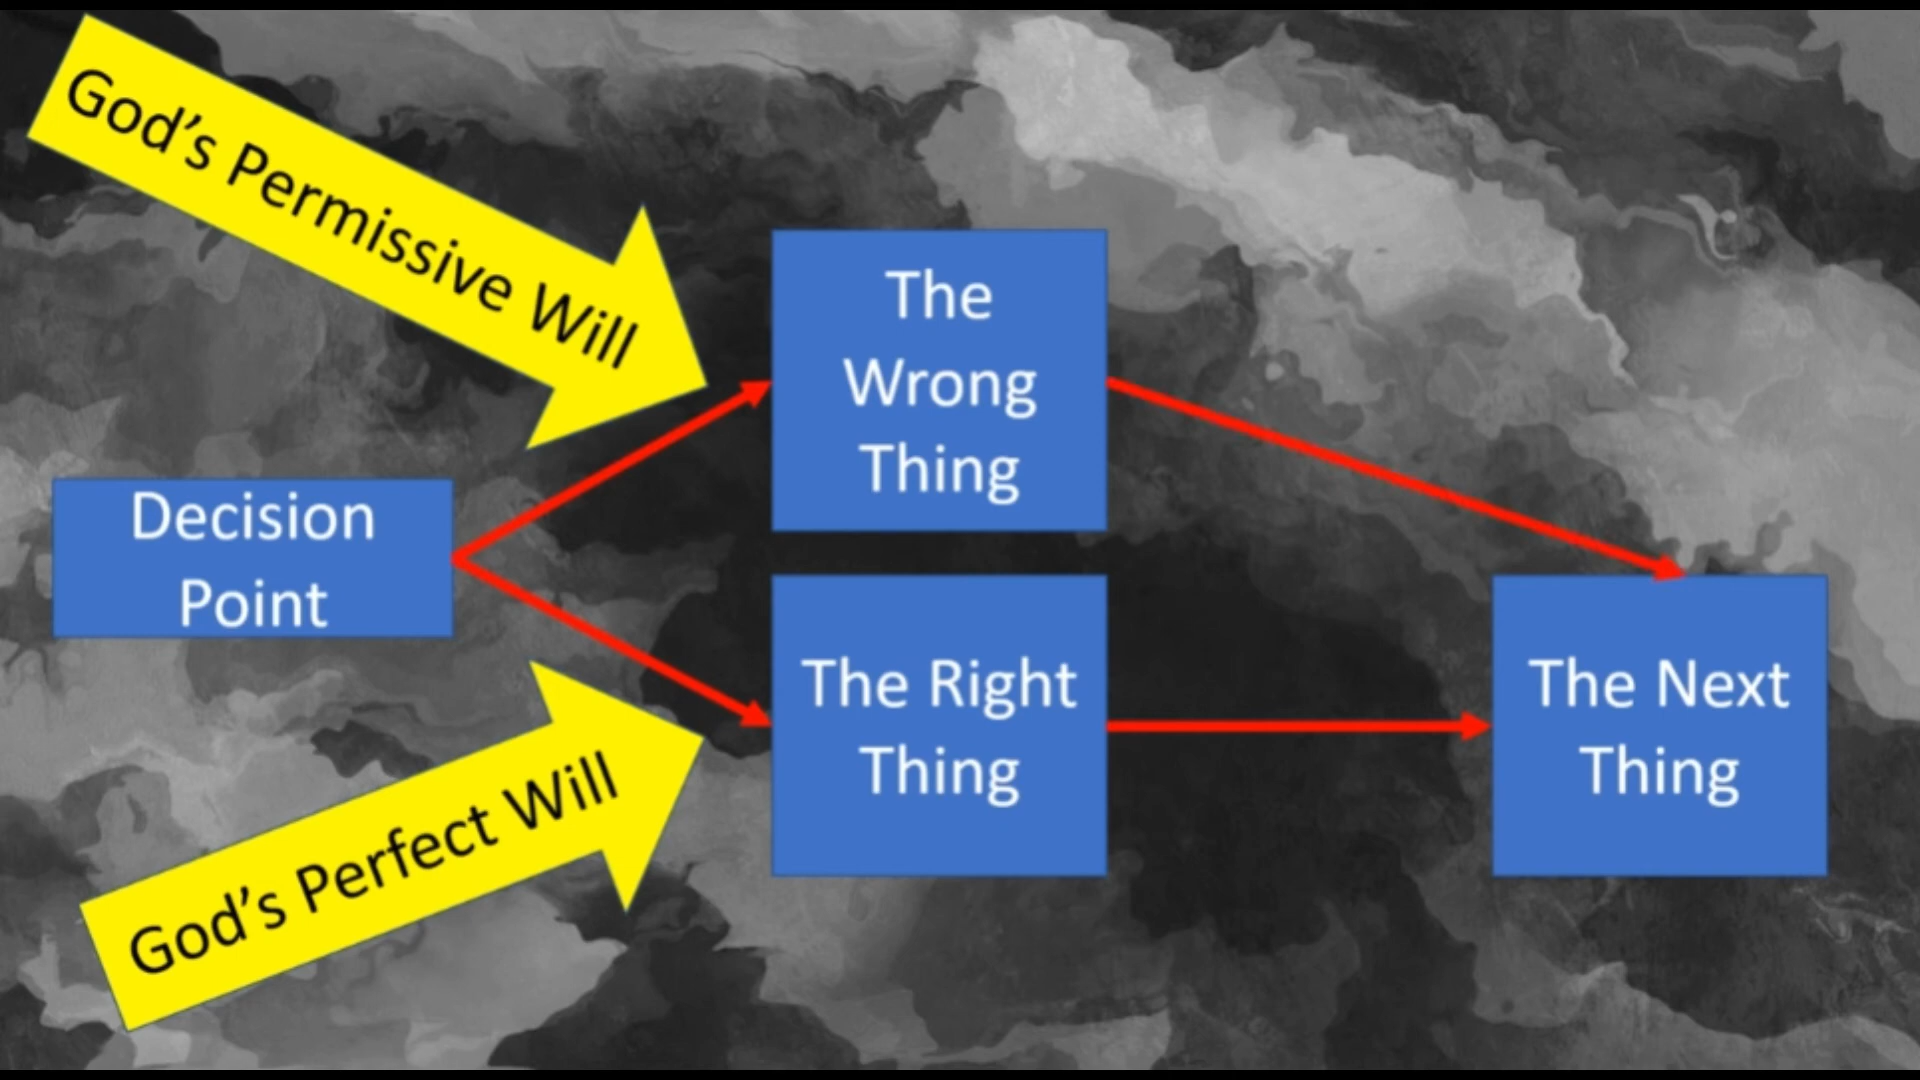 God’s Permissive Will
The
Wrong
Thing
Decision
Point
The Right
Thing
The Next
Thing
God’s Perfect Will